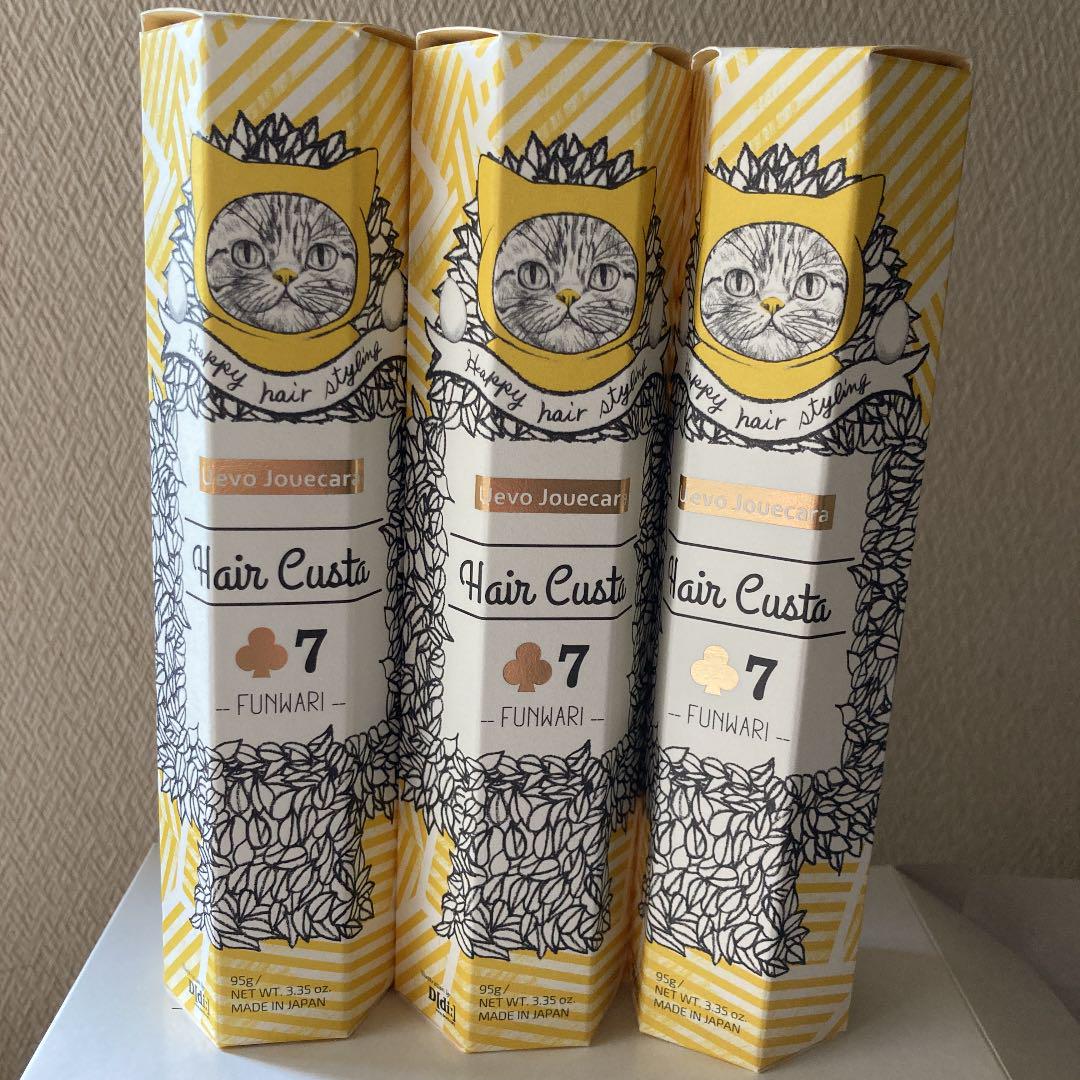 Happy hair styling
Uevo Jouecara
Hair Custa
7
-- FUNWARI --
95g/
NET WT. 3.35 oz.
MADE IN JAPAN
D[di:]
Happy hair styling
Uevo Jouecara
Hair Custa
7
-- FUNWARI --
95g/
NET WT. 3.35 oz.
MADE IN JAPAN
D[di:]
Happy hair styling
Uevo Jouecara
Hair Custa
7
-- FUNWARI --
95g/
NET WT. 3.35 oz.
MADE IN JAPAN